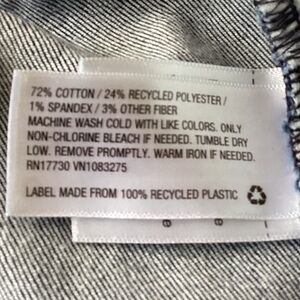 72% COTTON / 24% RECYCLED POLYESTER /
1% SPANDEX / 3% OTHER FIBER
MACHINE WASH COLD WITH LIKE COLORS. ONLY
NON-CHLORINE BLEACH IF NEEDED. TUMBLE DRY
LOW. REMOVE PROMPTLY. WARM IRON IF NEEDED.
RN17730 VN1083275
LABEL MADE FROM 100% RECYCLED PLASTIC